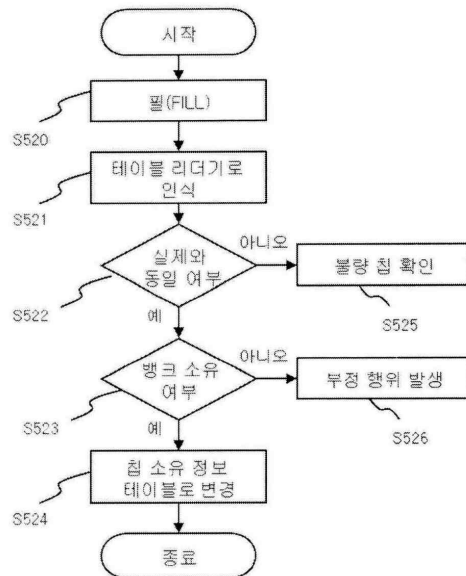 시작
필(FILL)
S520
테이블 리더기로
인식
S521
실제와
동일 여부
아니오
불량 칩 확인
S522
예
S525
뱅크 소유
여부
아니오
부정 행위 발생
S523
예
S526
칩 소유 정보
테이블로 변경
S524
종료